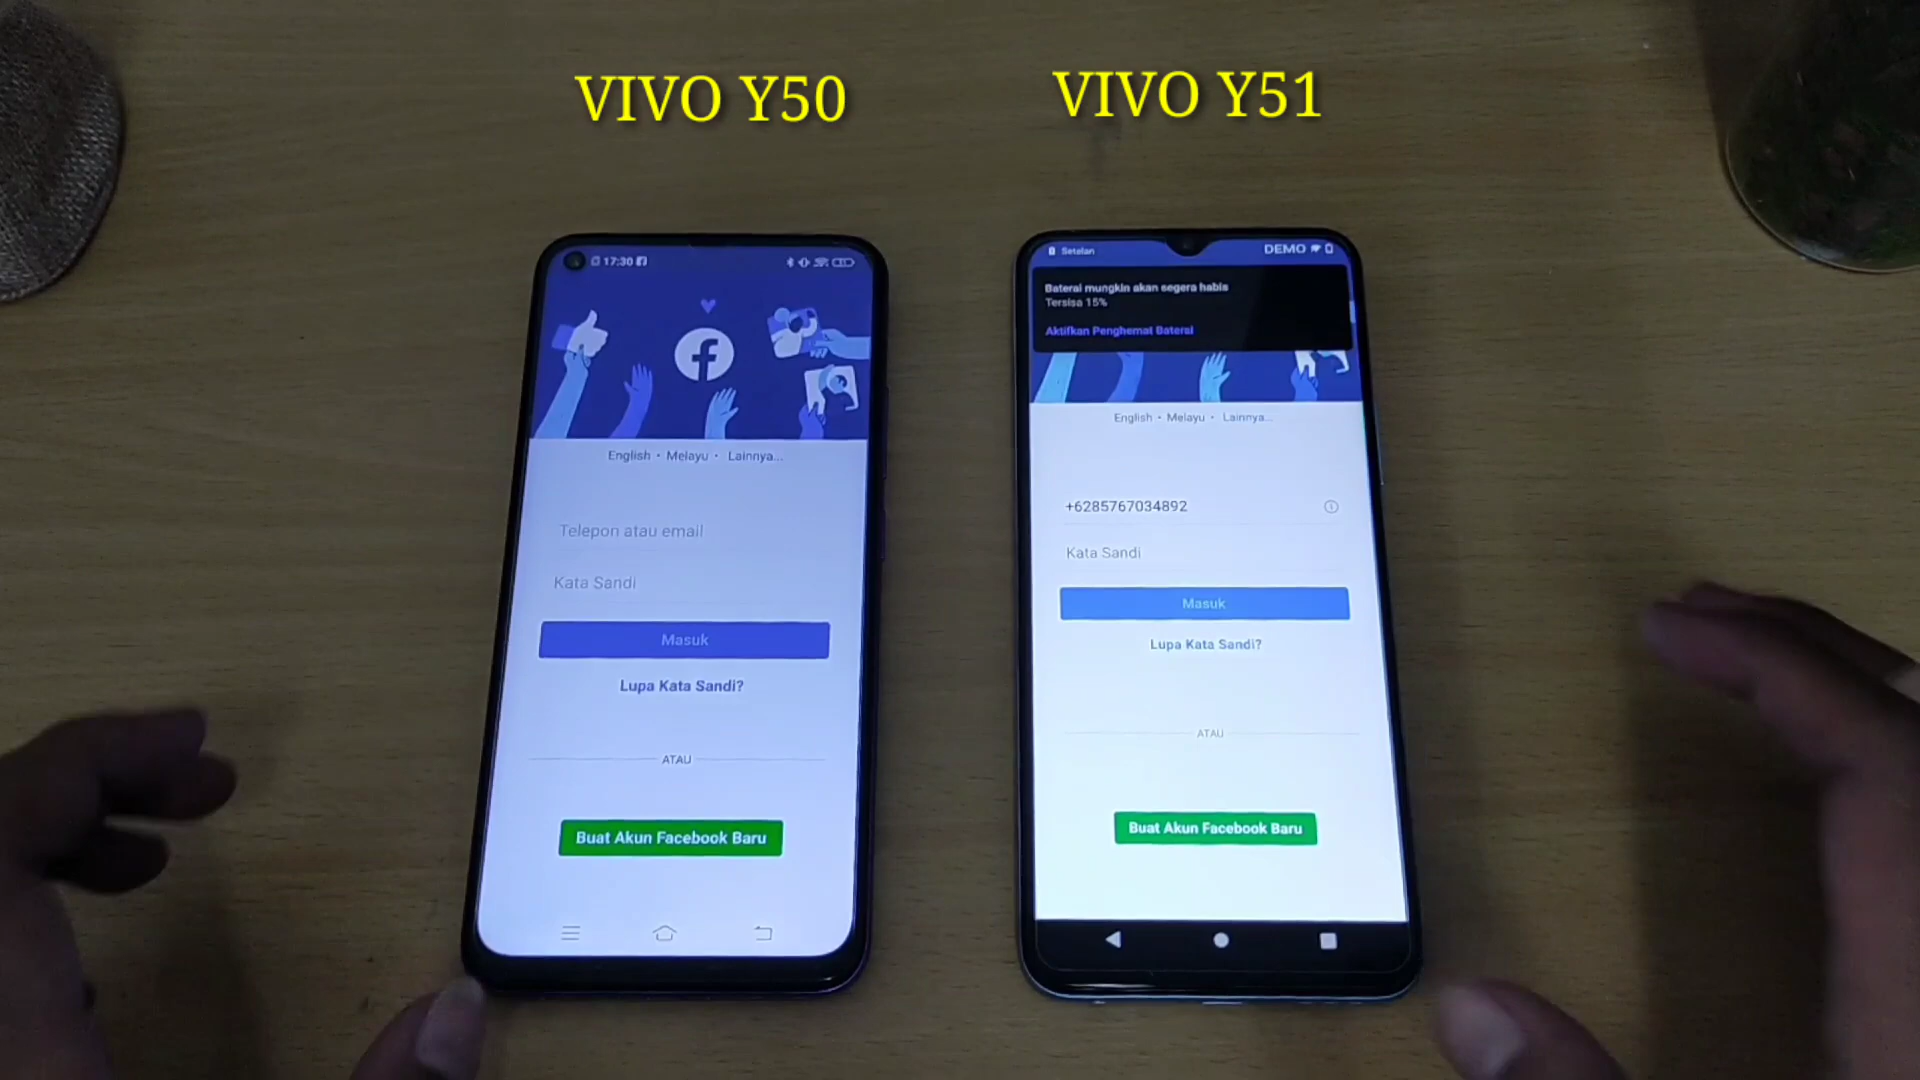 VIVO Y50
VIVO Y51
17:30
English • Melayu • Lainnya...
Telepon atau email
Kata Sandi
Masuk
Lupa Kata Sandi?
ATAU
Buat Akun Facebook Baru
Setelan
DEMO
Baterai mungkin akan segera habis
Tersisa 15%
Aktifkan Penghemat Baterai
English • Melayu • Lainnya...
+6285767034892
Kata Sandi
Masuk
Lupa Kata Sandi?
ATAU
Buat Akun Facebook Baru